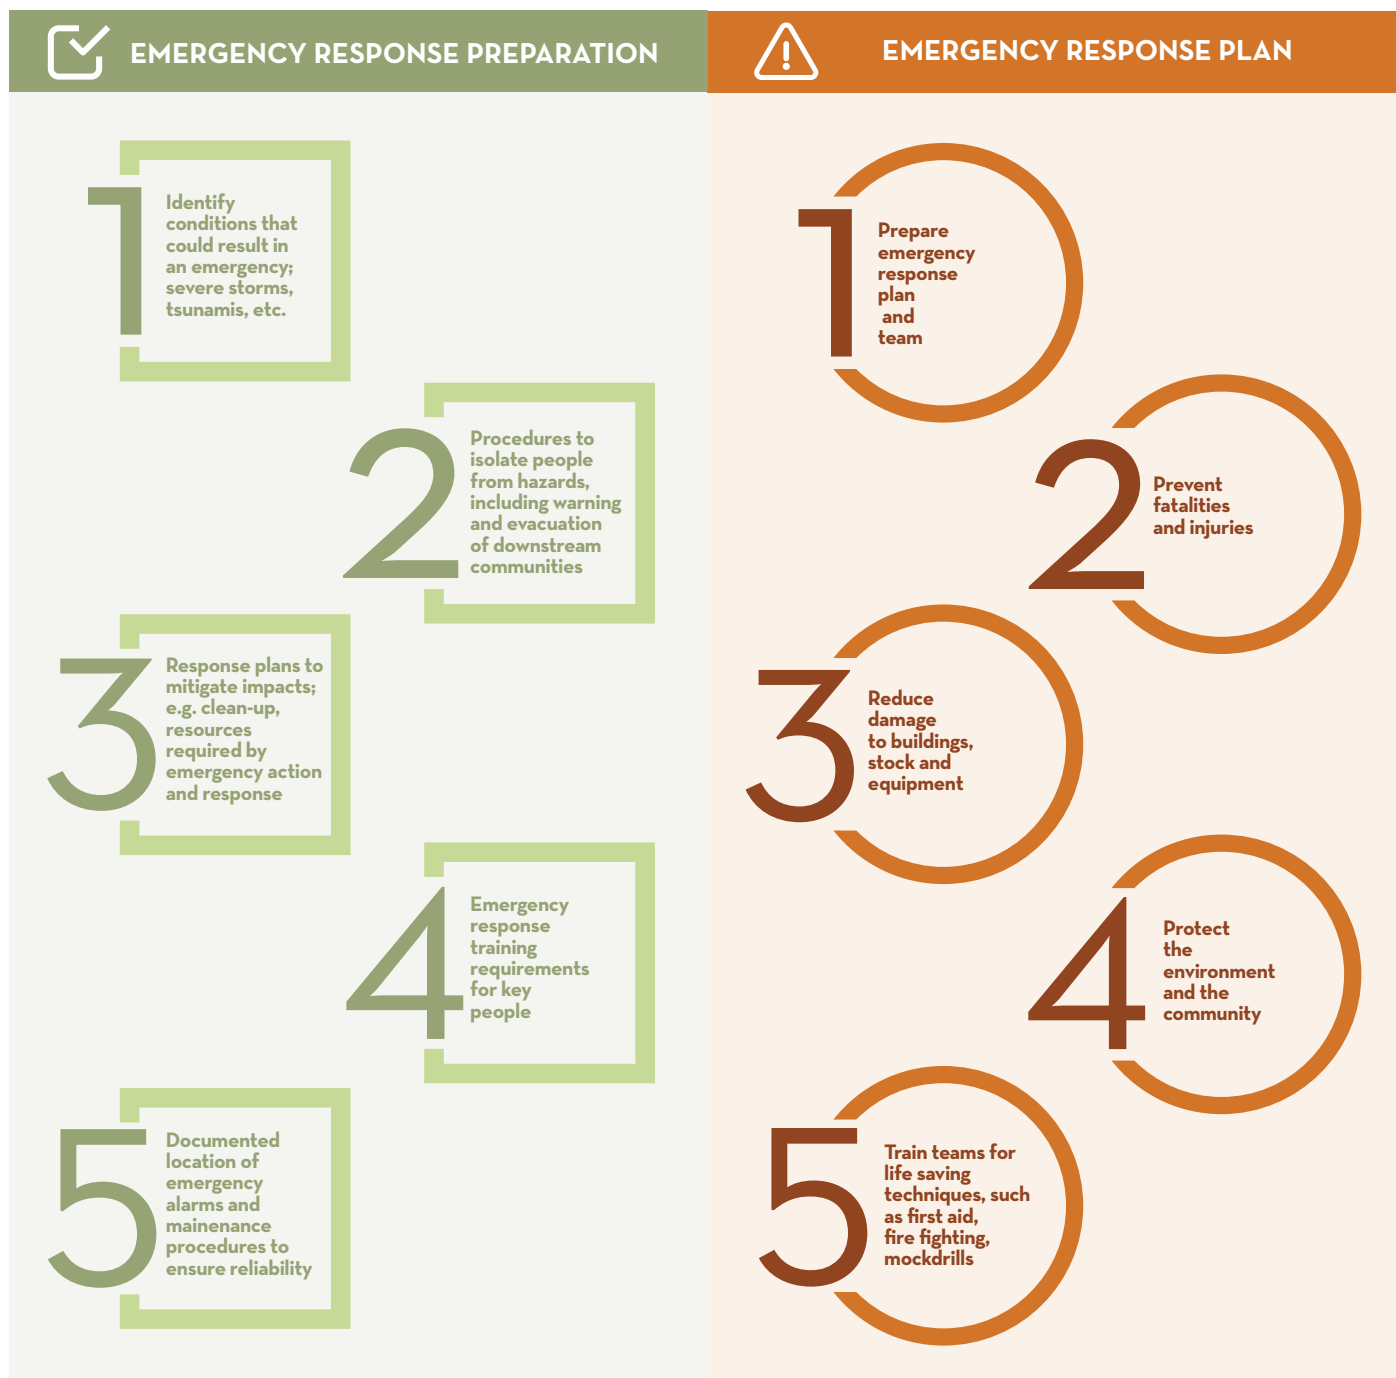 EMERGENCY RESPONSE PREPARATION
1
Identify
conditions that
could result in
an emergency;
severe storms,
tsunamis, etc.
2
Procedures to
isolate people
from hazards,
including warning
and evacuation
of downstream
communities
3
Response plans to
mitigate impacts;
e.g. clean-up,
resources
required by
emergency action
and response
4
Emergency
response
training
requirements
for key
people
5
Documented
location of
emergency
alarms and
mainenance
procedures to
ensure reliability
EMERGENCY RESPONSE PLAN
1
Prepare
emergency
response
plan
and
team
2
Prevent
fatalities
and injuries
3
Reduce
damage
to buildings,
stock and
equipment
4
Protect
the
environment
and the
community
5
Train teams for
life saving
techniques, such
as first aid,
fire fighting,
mockdrills